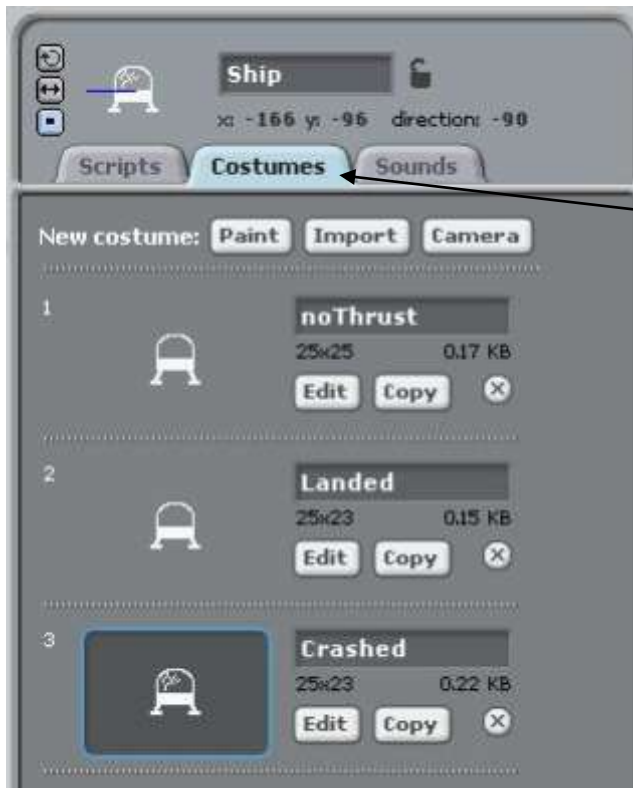 Ship
x: -166 y: -96 direction: -90
Scripts Costumes Sounds
New costume: Paint Import Camera
1
noThrust
25x25 0.17 KB
Edit Copy
2
Landed
25x23 0.15 KB
Edit Copy
3
Crashed
25x23 0.22 KB
Edit Copy